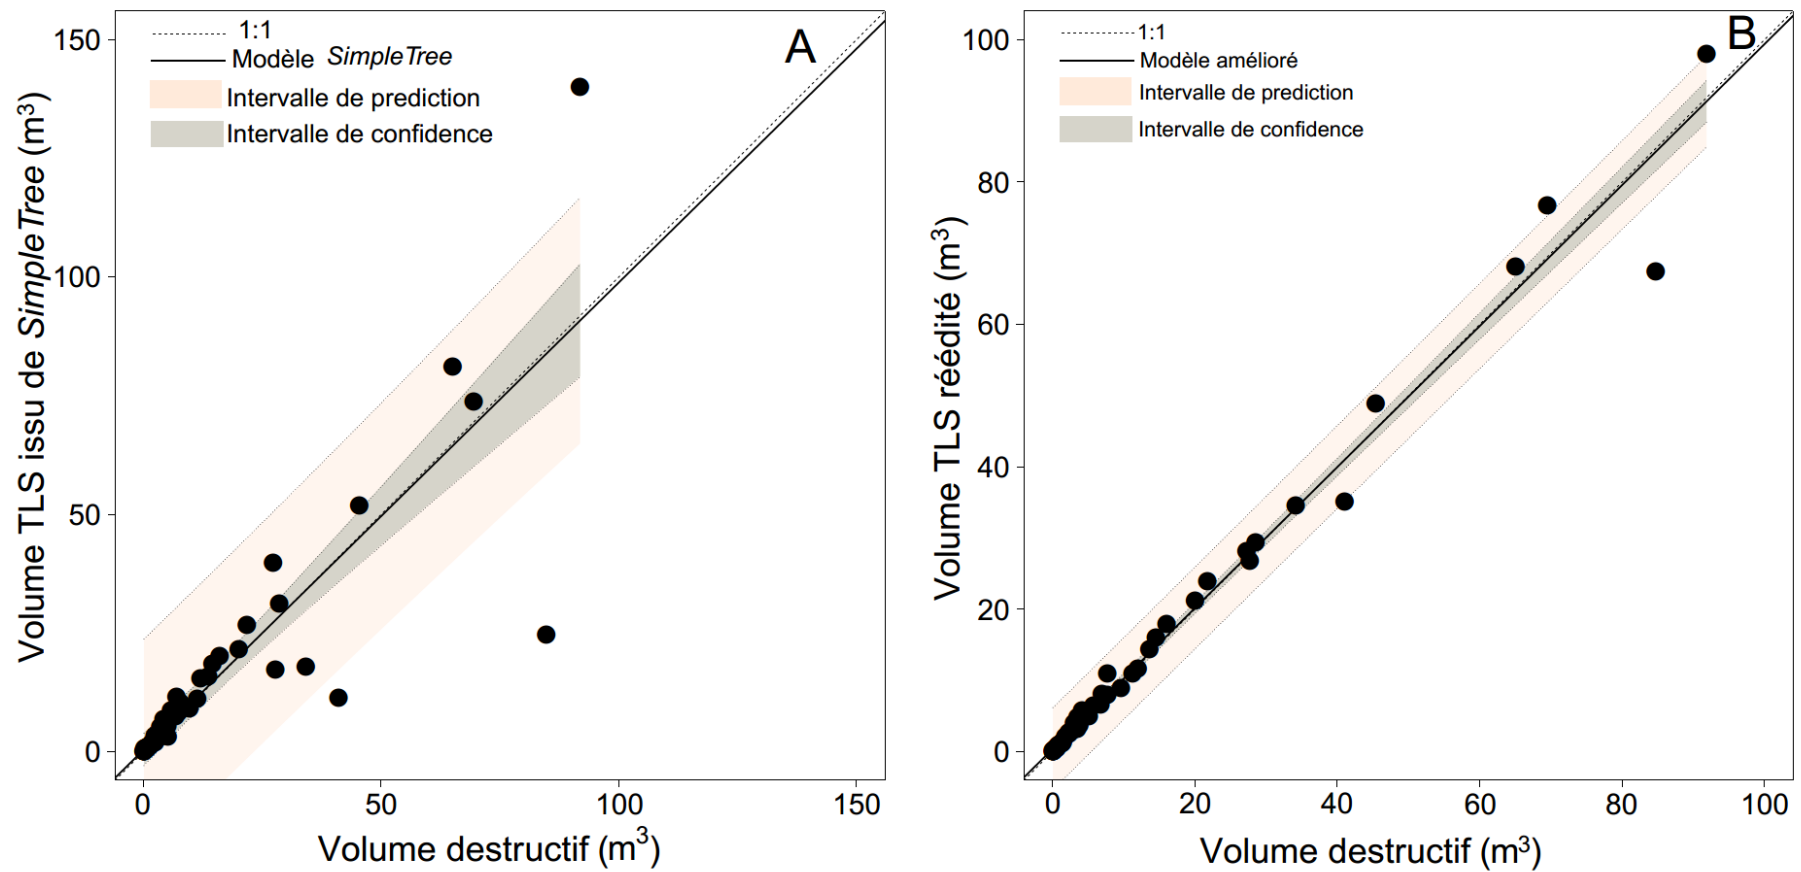 1:1
Modèle SimpleTree
Intervalle de prediction
Intervalle de confidence
A
150
100
50
0
Volume TLS issu de SimpleTree (m³)
0 50 100 150
Volume destructif (m³)
1:1
Modèle amélioré
Intervalle de prediction
Intervalle de confidence
B
100
80
60
40
20
0
Volume TLS réédité (m³)
0 20 40 60 80 100
Volume destructif (m³)